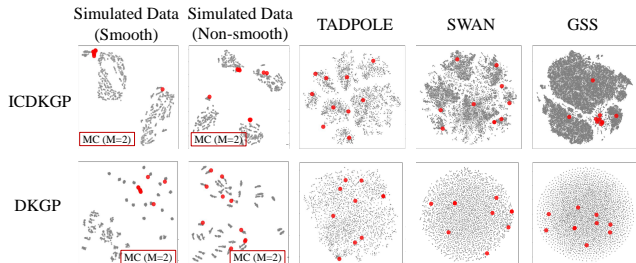 Simulated Data
(Smooth)
Simulated Data
(Non-smooth)
TADPOLE
SWAN
GSS
ICDKGP
MC (M=2)
MC (M=2)
DKGP
MC (M=2)
MC (M=2)